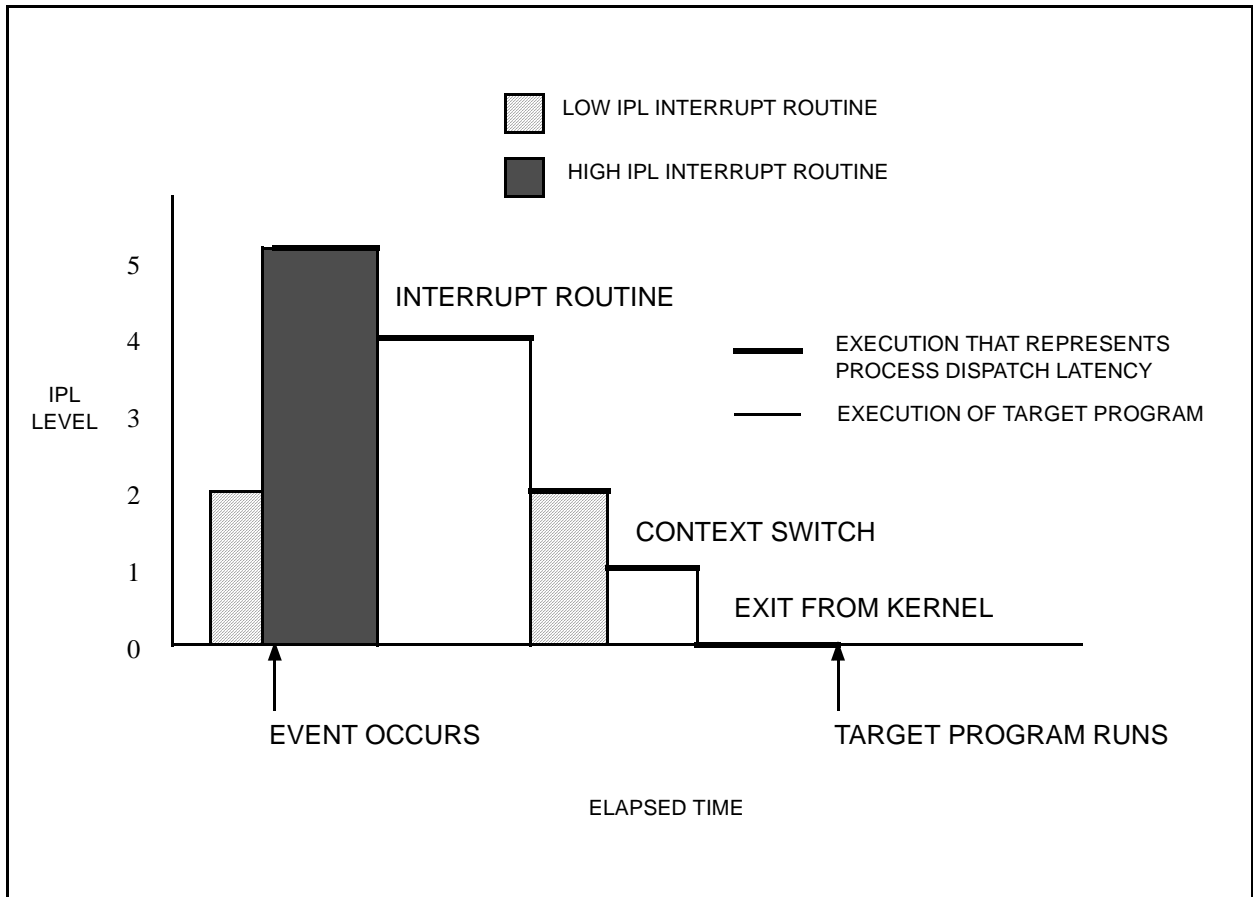 LOW IPL INTERRUPT ROUTINE
HIGH IPL INTERRUPT ROUTINE
5
INTERRUPT ROUTINE
4
EXECUTION THAT REPRESENTS
PROCESS DISPATCH LATENCY
IPL
LEVEL
3
EXECUTION OF TARGET PROGRAM
2
CONTEXT SWITCH
1
EXIT FROM KERNEL
0
EVENT OCCURS
TARGET PROGRAM RUNS
ELAPSED TIME